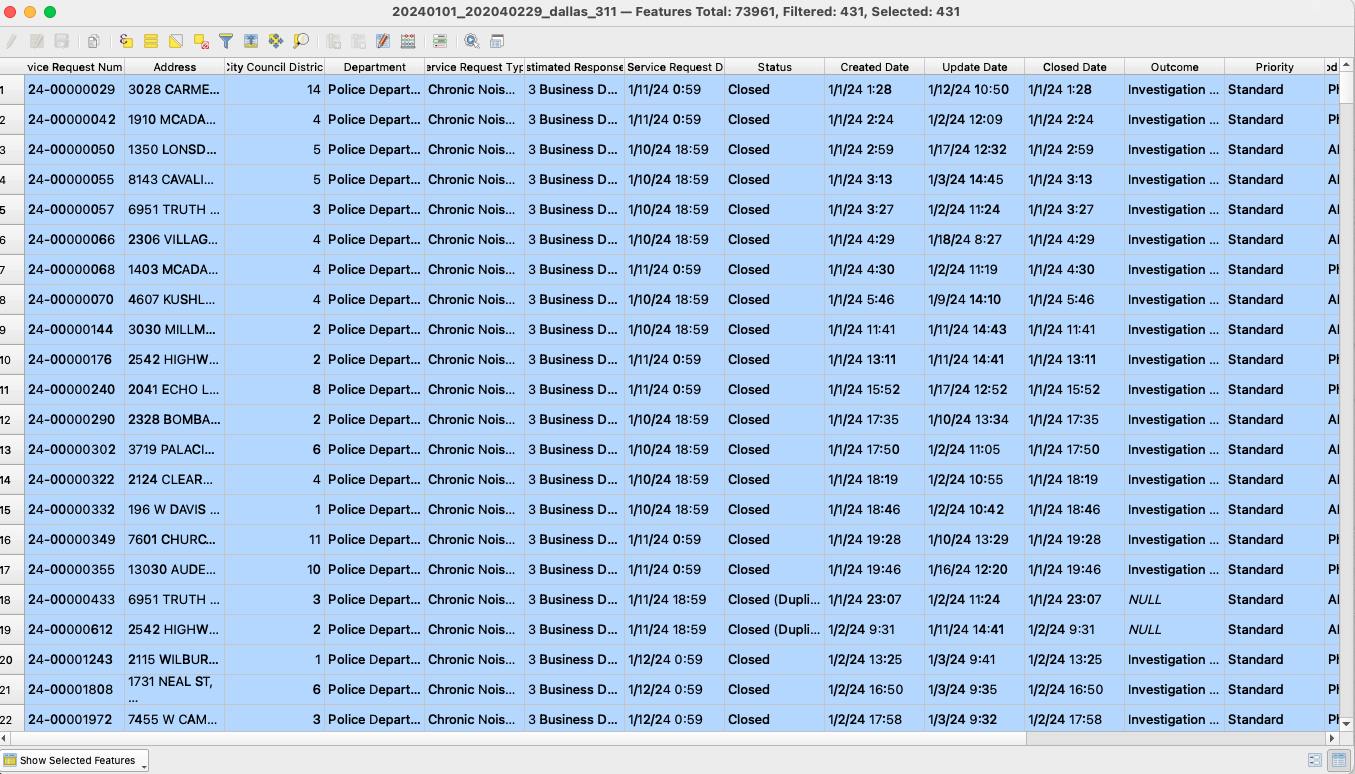 20240101_202040229_dallas_311 — Features Total: 73961, Filtered: 431, Selected: 431
vice Request Num Address City Council Distric Department ervice Request Typ stimated Response Service Request D Status Created Date Update Date Closed Date Outcome Priority od
1 24-00000029 3028 CARME... 14 Police Depart... Chronic Nois... 3 Business D... 1/11/24 0:59 Closed 1/1/24 1:28 1/12/24 10:50 1/1/24 1:28 Investigation ... Standard Ph
2 24-00000042 1910 MCADA... 4 Police Depart... Chronic Nois... 3 Business D... 1/11/24 0:59 Closed 1/1/24 2:24 1/2/24 12:09 1/1/24 2:24 Investigation ... Standard Ph
3 24-00000050 1350 LONSD... 5 Police Depart... Chronic Nois... 3 Business D... 1/10/24 18:59 Closed 1/1/24 2:59 1/17/24 12:32 1/1/24 2:59 Investigation ... Standard
4 24-00000055 8143 CAVALI... 5 Police Depart... Chronic Nois... 3 Business D... 1/10/24 18:59 Closed 1/1/24 3:13 1/3/24 14:45 1/1/24 3:13 Investigation ... Standard
5 24-00000057 6951 TRUTH ... 3 Police Depart... Chronic Nois... 3 Business D... 1/10/24 18:59 Closed 1/1/24 3:27 1/2/24 11:24 1/1/24 3:27 Investigation ... Standard
6 24-00000066 2306 VILLAG... 4 Police Depart... Chronic Nois... 3 Business D... 1/10/24 18:59 Closed 1/1/24 4:29 1/18/24 8:27 1/1/24 4:29 Investigation ... Standard
7 24-00000068 1403 MCADA... 4 Police Depart... Chronic Nois... 3 Business D... 1/11/24 0:59 Closed 1/1/24 4:30 1/2/24 11:19 1/1/24 4:30 Investigation ... Standard Ph
8 24-00000070 4607 KUSHL... 4 Police Depart... Chronic Nois... 3 Business D... 1/10/24 18:59 Closed 1/1/24 5:46 1/9/24 14:10 1/1/24 5:46 Investigation ... Standard
9 24-00000144 3030 MILLM... 2 Police Depart... Chronic Nois... 3 Business D... 1/10/24 18:59 Closed 1/1/24 11:41 1/11/24 14:43 1/1/24 11:41 Investigation ... Standard
10 24-00000176 2542 HIGHW... 2 Police Depart... Chronic Nois... 3 Business D... 1/11/24 0:59 Closed 1/1/24 13:11 1/11/24 14:41 1/1/24 13:11 Investigation ... Standard Ph
11 24-00000240 2041 ECHO L... 8 Police Depart... Chronic Nois... 3 Business D... 1/11/24 0:59 Closed 1/1/24 15:52 1/17/24 12:52 1/1/24 15:52 Investigation ... Standard Ph
12 24-00000290 2328 BOMBA... 2 Police Depart... Chronic Nois... 3 Business D... 1/10/24 18:59 Closed 1/1/24 17:35 1/10/24 13:34 1/1/24 17:35 Investigation ... Standard
13 24-00000302 3719 PALACI... 6 Police Depart... Chronic Nois... 3 Business D... 1/10/24 18:59 Closed 1/1/24 17:50 1/2/24 11:05 1/1/24 17:50 Investigation ... Standard
14 24-00000322 2124 CLEAR... 4 Police Depart... Chronic Nois... 3 Business D... 1/10/24 18:59 Closed 1/1/24 18:19 1/2/24 10:55 1/1/24 18:19 Investigation ... Standard
15 24-00000332 196 W DAVIS ... 1 Police Depart... Chronic Nois... 3 Business D... 1/10/24 18:59 Closed 1/1/24 18:46 1/2/24 10:42 1/1/24 18:46 Investigation ... Standard
16 24-00000349 7601 CHURC... 11 Police Depart... Chronic Nois... 3 Business D... 1/11/24 0:59 Closed 1/1/24 19:28 1/10/24 13:29 1/1/24 19:28 Investigation ... Standard Ph
17 24-00000355 13030 AUDE... 10 Police Depart... Chronic Nois... 3 Business D... 1/11/24 0:59 Closed 1/1/24 19:46 1/16/24 12:20 1/1/24 19:46 Investigation ... Standard Ph
18 24-00000433 6951 TRUTH ... 3 Police Depart... Chronic Nois... 3 Business D... 1/11/24 18:59 Closed (Dupli... 1/1/24 23:07 1/2/24 11:24 1/1/24 23:07 NULL Standard
19 24-00000612 2542 HIGHW... 2 Police Depart... Chronic Nois... 3 Business D... 1/11/24 18:59 Closed (Dupli... 1/2/24 9:31 1/11/24 14:41 1/2/24 9:31 NULL Standard
20 24-00001243 2115 WILBUR... 1 Police Depart... Chronic Nois... 3 Business D... 1/12/24 0:59 Closed 1/2/24 13:25 1/3/24 9:41 1/2/24 13:25 Investigation ... Standard Ph
21 24-00001808 1731 NEAL ST, ... 6 Police Depart... Chronic Nois... 3 Business D... 1/12/24 0:59 Closed 1/2/24 16:50 1/3/24 9:35 1/2/24 16:50 Investigation ... Standard Ph
22 24-00001972 7455 W CAM... 3 Police Depart... Chronic Nois... 3 Business D... 1/12/24 0:59 Closed 1/2/24 17:58 1/3/24 9:32 1/2/24 17:58 Investigation ... Standard Ph
Show Selected Features